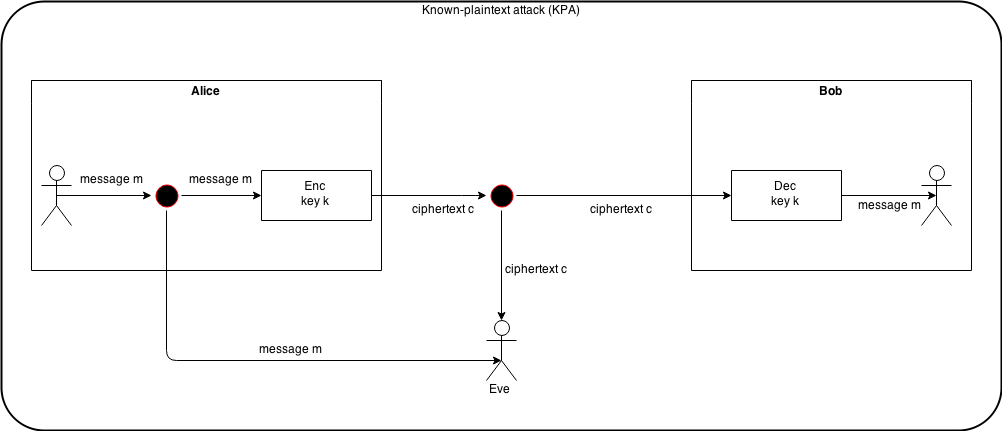 Known-plaintext attack (KPA)
Alice
Bob
message m
message m
Enc
key k
ciphertext c
ciphertext c
Dec
key k
message m
ciphertext c
message m
Eve